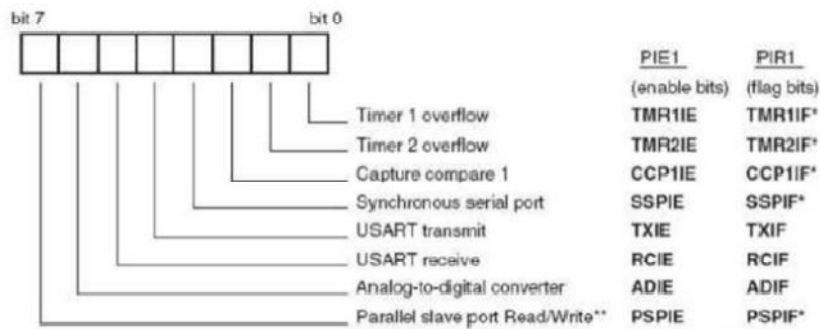 bit 7 bit 0
PIE1 PIR1
(enable bits) (flag bits)
Timer 1 overflow TMR1IE TMR1IF*
Timer 2 overflow TMR2IE TMR2IF*
Capture compare 1 CCP1IE CCP1IF*
Synchronous serial port SSPIE SSPIF*
USART transmit TXIE TXIF
USART receive RCIE RCIF
Analog-to-digital converter ADIE ADIF
Parallel slave port Read/Write** PSPIE PSPIF*